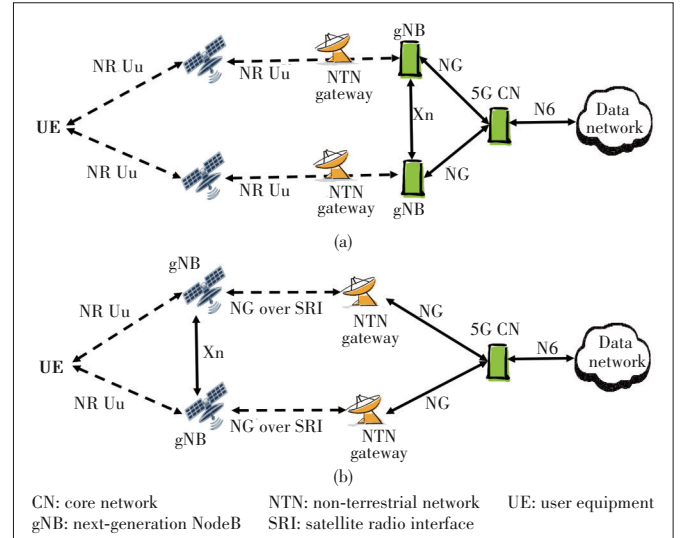 gNB
NR Uu
NR Uu
NTN
gateway
NG
5G CN
N6
Data
network
UE
Xn
NR Uu
NR Uu
NTN
gateway
NG
gNB
(a)
gNB
NR Uu
NG over SRI
NTN
gateway
NG
5G CN
N6
Data
network
UE
Xn
NR Uu
gNB
NG over SRI
NTN
gateway
NG
(b)
CN: core network NTN: non-terrestrial network UE: user equipment
gNB: next-generation NodeB SRI: satellite radio interface